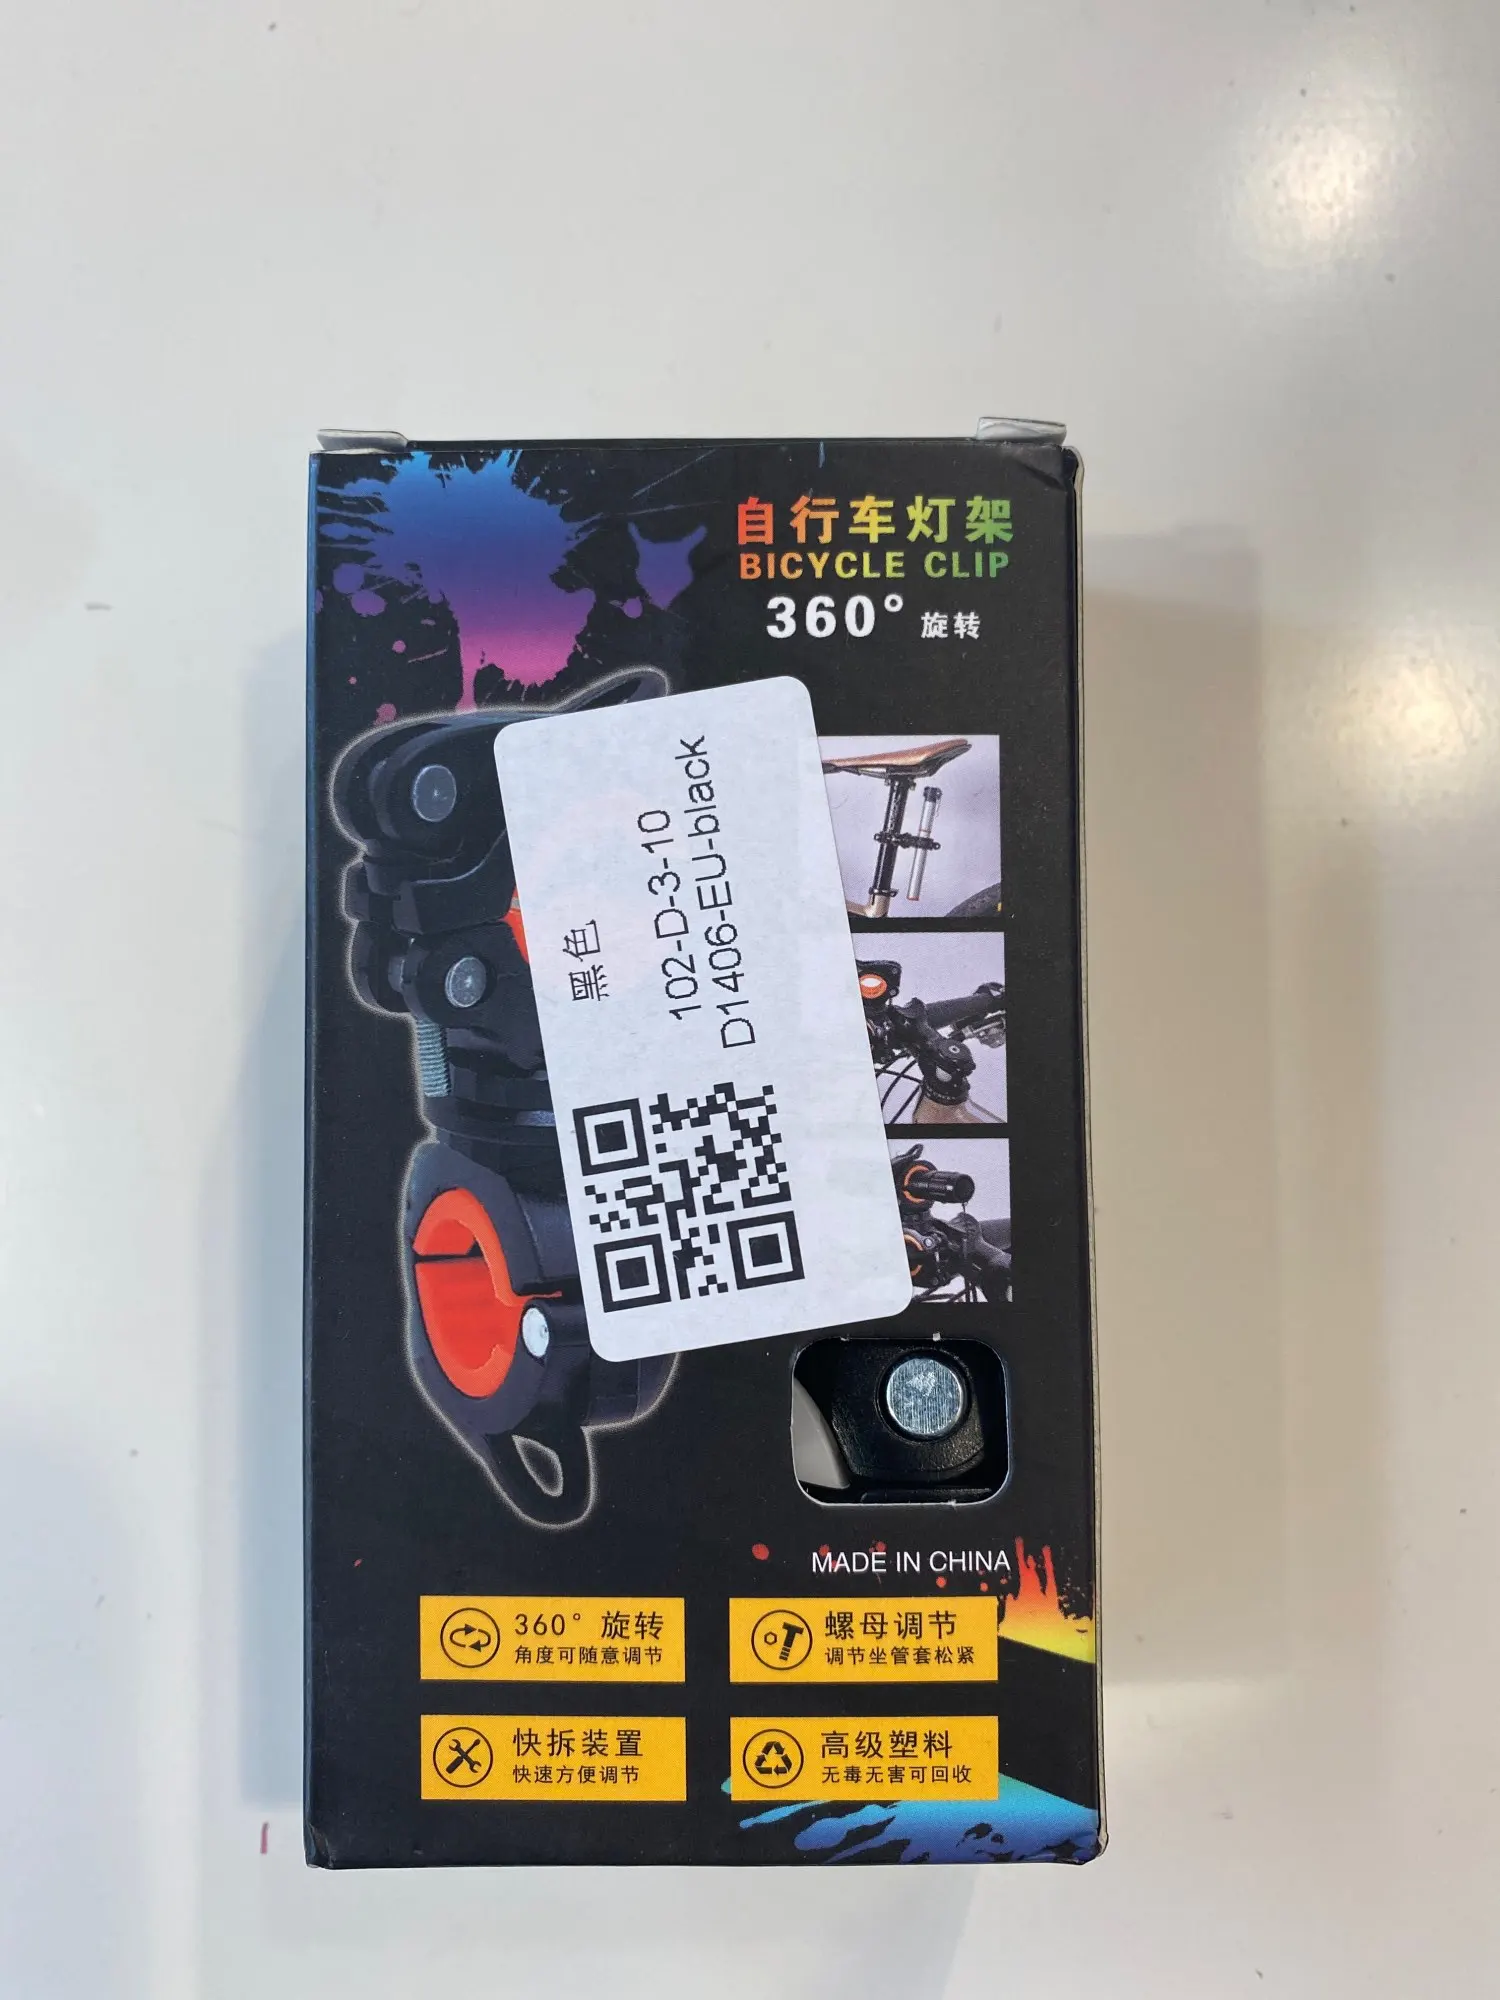 自行车灯架
BICYCLE CLIP
360° 旋转
黑色
102-D-3-10
D1406-EU-black
MADE IN CHINA
360° 旋转
角度可随意调节
螺母调节
调节坐管套松紧
快拆装置
快速方便调节
高级塑料
无毒无害可回收